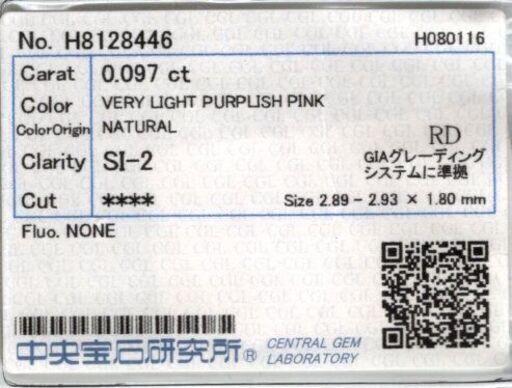 No. H8128446 H080116
Carat 0.097 ct
Color VERY LIGHT PURPLISH PINK
ColorOrigin NATURAL
Clarity SI-2 RD
GIAグレーディング
システムに準拠
Cut **** Size 2.89 - 2.93 × 1.80 mm
Fluo. NONE
中央宝石研究所® CENTRAL GEM
LABORATORY